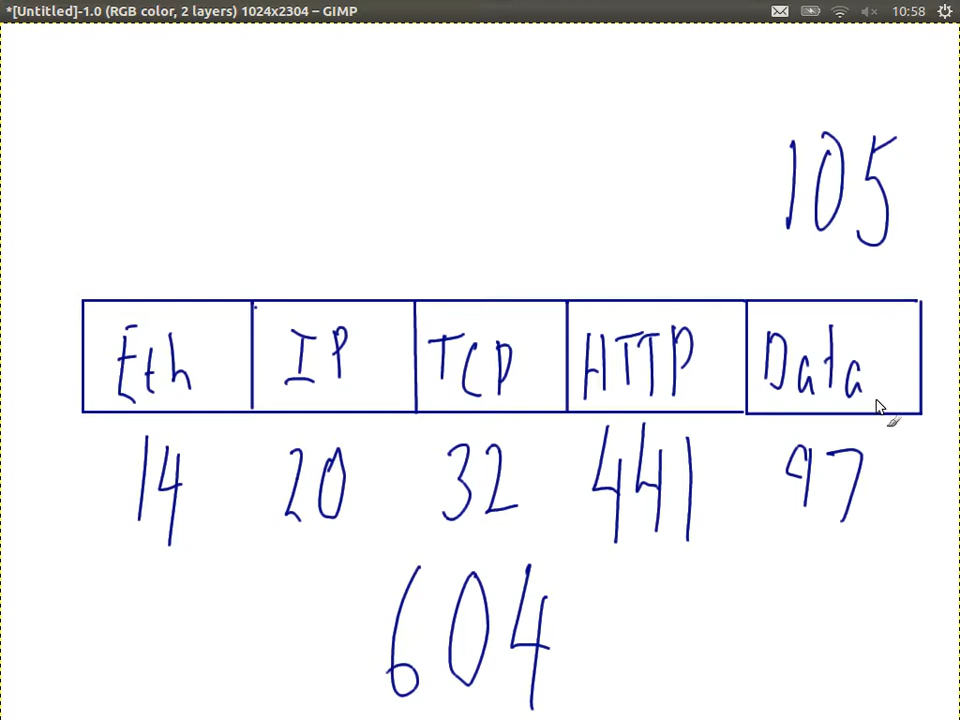 *[Untitled]-1.0 (RGB color, 2 layers) 1024x2304 – GIMP 10:58
105
Eth IP TCP HTTP Data
14 20 32 441 97
604